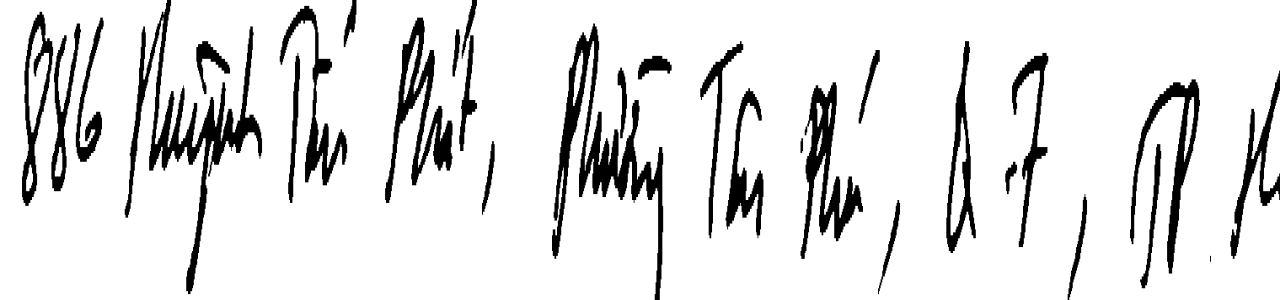 886 Huỳnh Tấn Phát, Phường Tân Phú, Q 7, TP. H